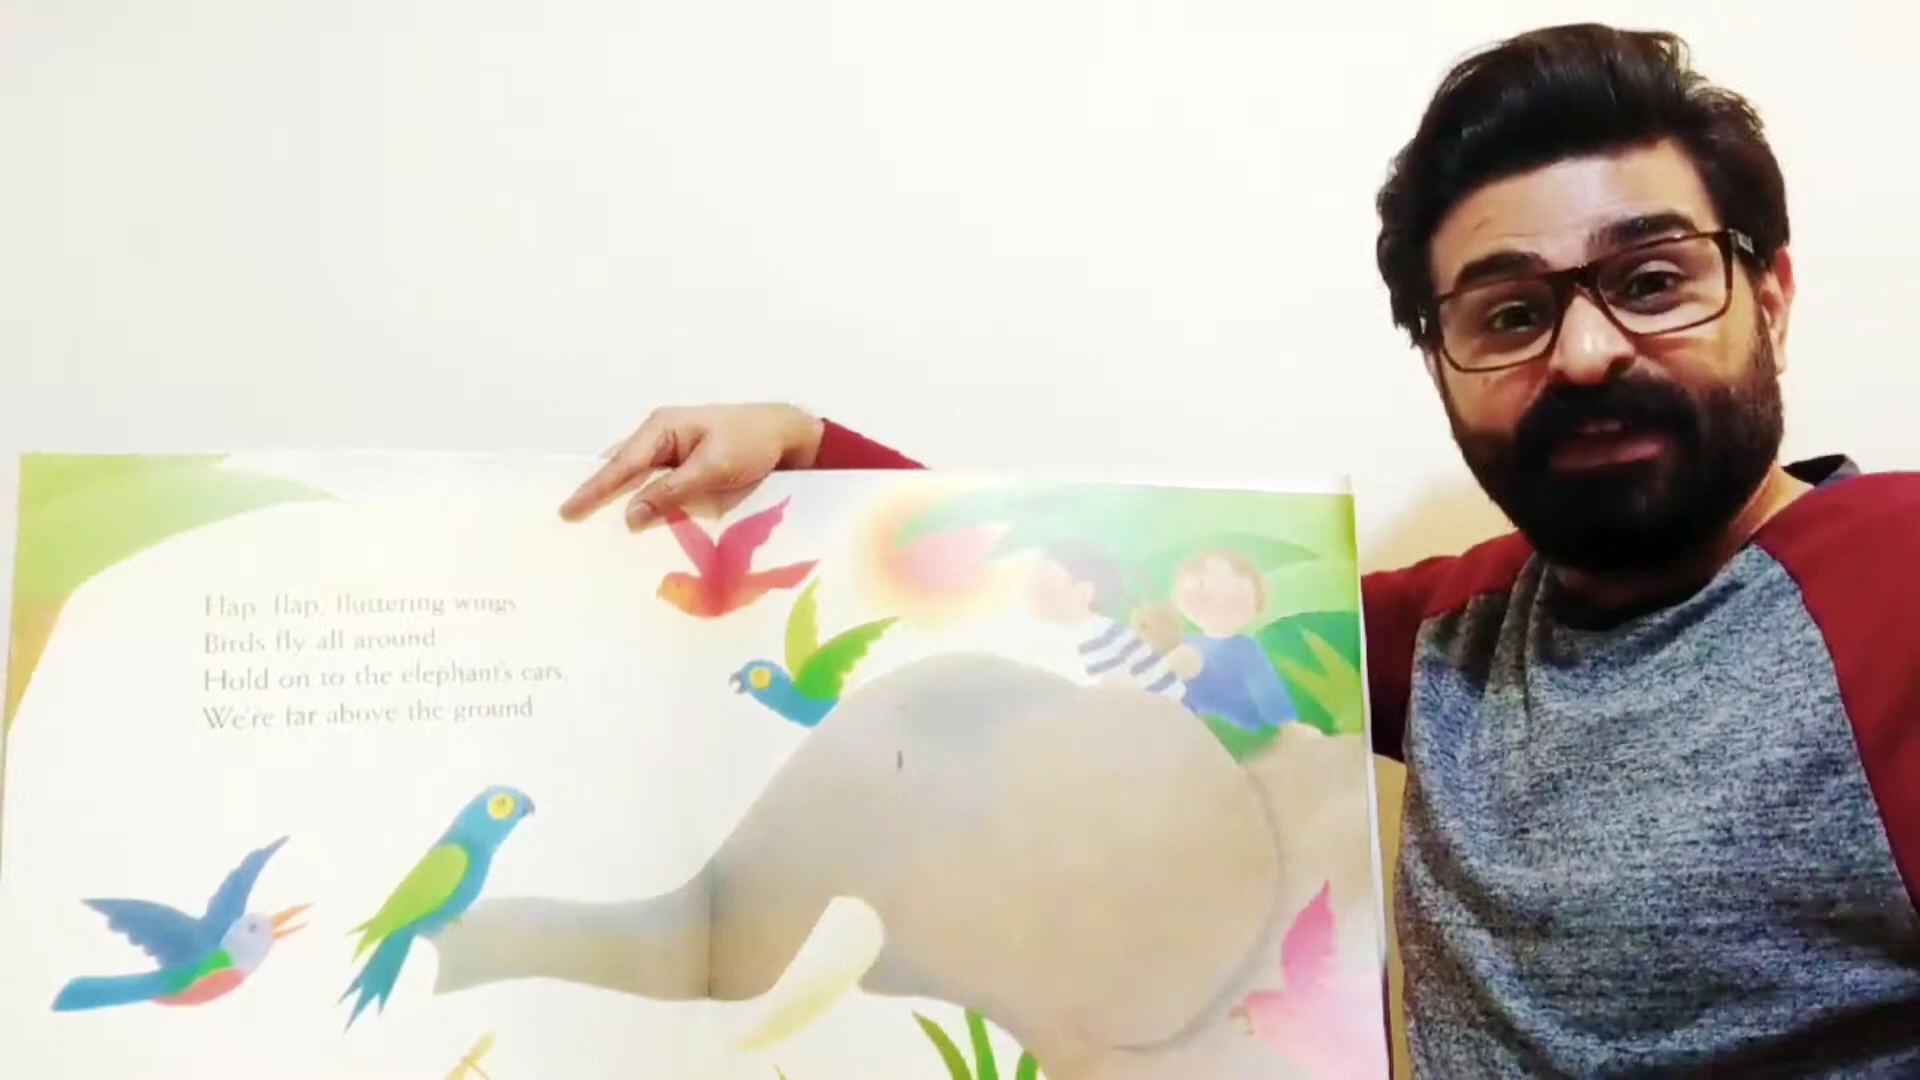 Flap, flap, fluttering wings
Birds fly all around
Hold on to the elephant's ears,
We're far above the ground